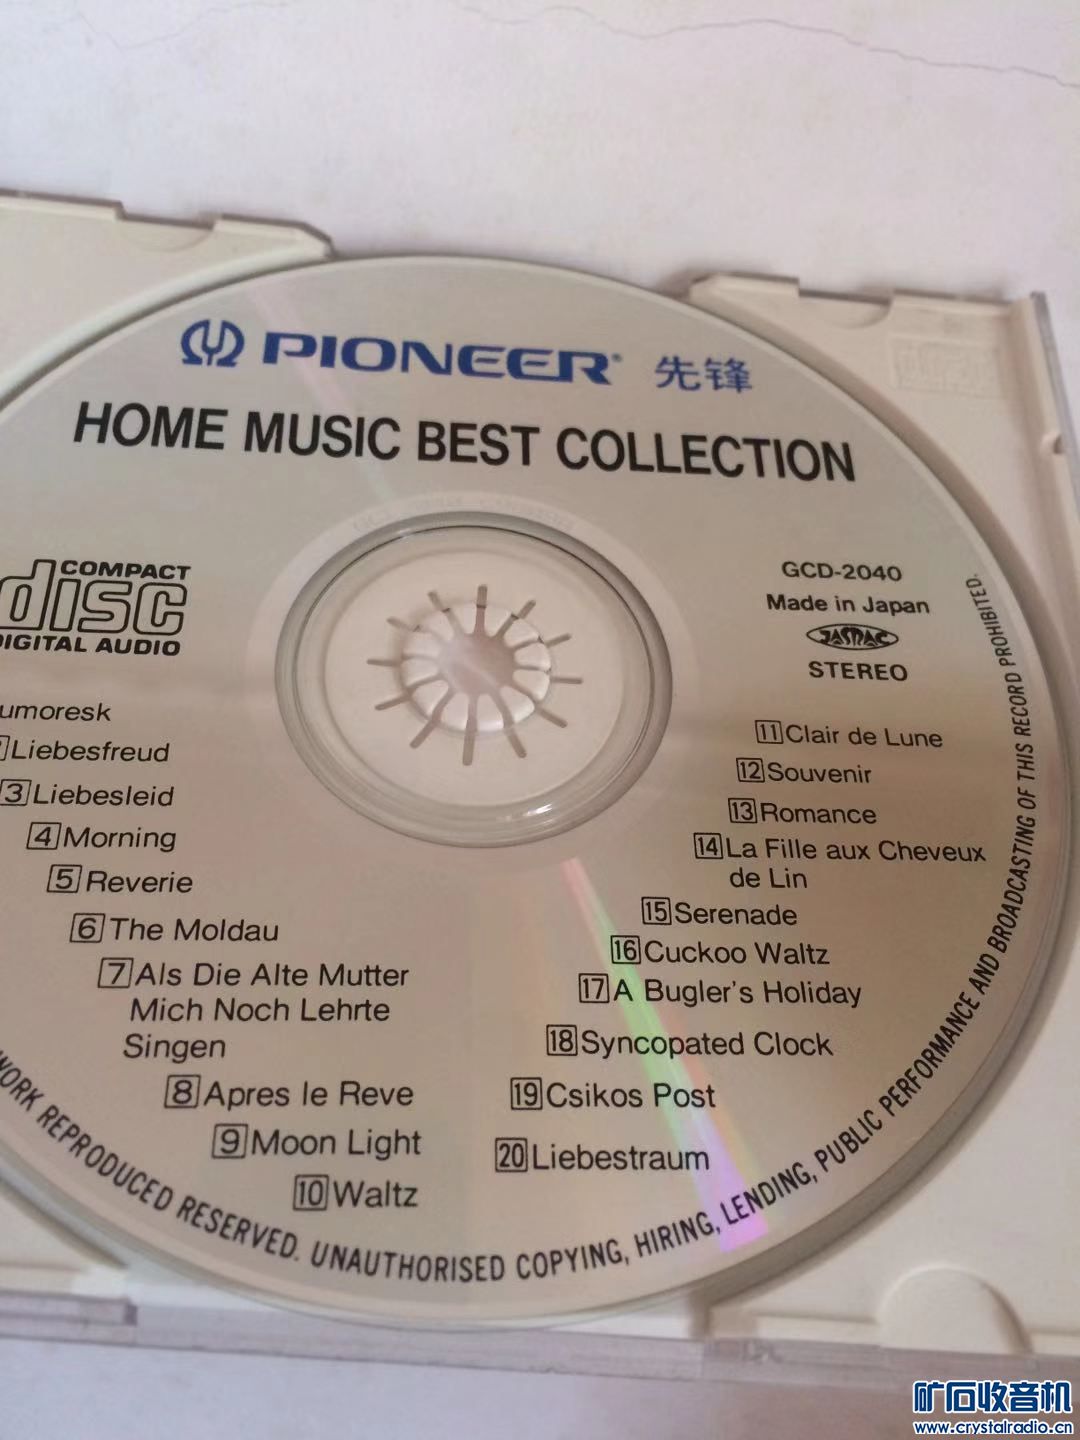 PIONEER® 先锋
HOME MUSIC BEST COLLECTION
COMPACT
disc
DIGITAL AUDIO
GCD-2040
Made in Japan
JASRAC
STEREO
umoresk
Liebesfreud
3 Liebesleid
4 Morning
5 Reverie
6 The Moldau
7 Als Die Alte Mutter
Mich Noch Lehrte
Singen
8 Apres le Reve
9 Moon Light
10 Waltz
11 Clair de Lune
12 Souvenir
13 Romance
14 La Fille aux Cheveux
de Lin
15 Serenade
16 Cuckoo Waltz
17 A Bugler's Holiday
18 Syncopated Clock
19 Csikos Post
20 Liebestraum
WORK REPRODUCED RESERVED. UNAUTHORISED COPYING, HIRING, LENDING, PUBLIC PERFORMANCE AND BROADCASTING OF THIS RECORD PROHIBITED.
矿石收音机
www.crystalradio.cn